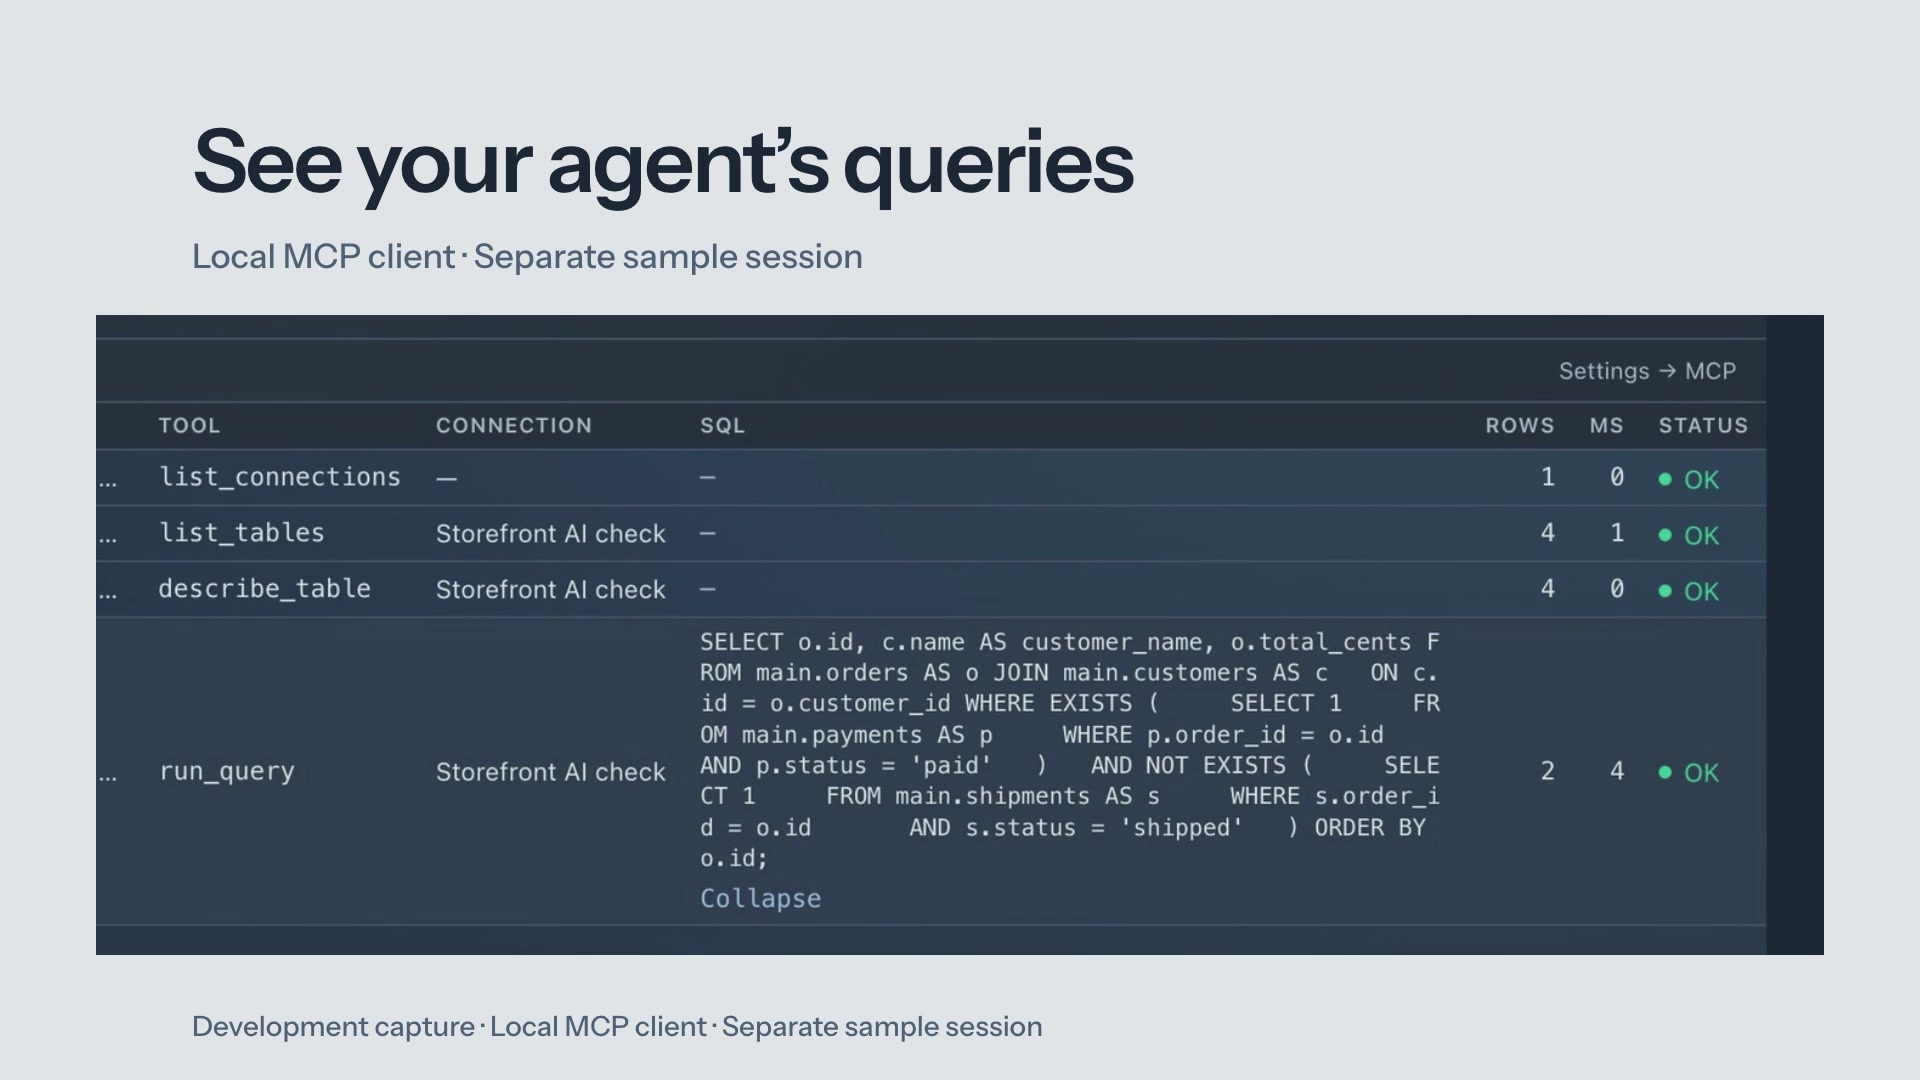 See your agent’s queries
Local MCP client · Separate sample session
Settings → MCP
TOOL CONNECTION SQL ROWS MS STATUS
... list_connections — — 1 0 OK
... list_tables Storefront AI check — 4 1 OK
... describe_table Storefront AI check — 4 0 OK
SELECT o.id, c.name AS customer_name, o.total_cents F
ROM main.orders AS o JOIN main.customers AS c   ON c.
id = o.customer_id WHERE EXISTS (     SELECT 1     FR
OM main.payments AS p     WHERE p.order_id = o.id
AND p.status = 'paid'   )   AND NOT EXISTS (     SELE
... run_query Storefront AI check 2 4 OK
CT 1     FROM main.shipments AS s     WHERE s.order_i
d = o.id       AND s.status = 'shipped'   ) ORDER BY
o.id;
Collapse
Development capture · Local MCP client · Separate sample session